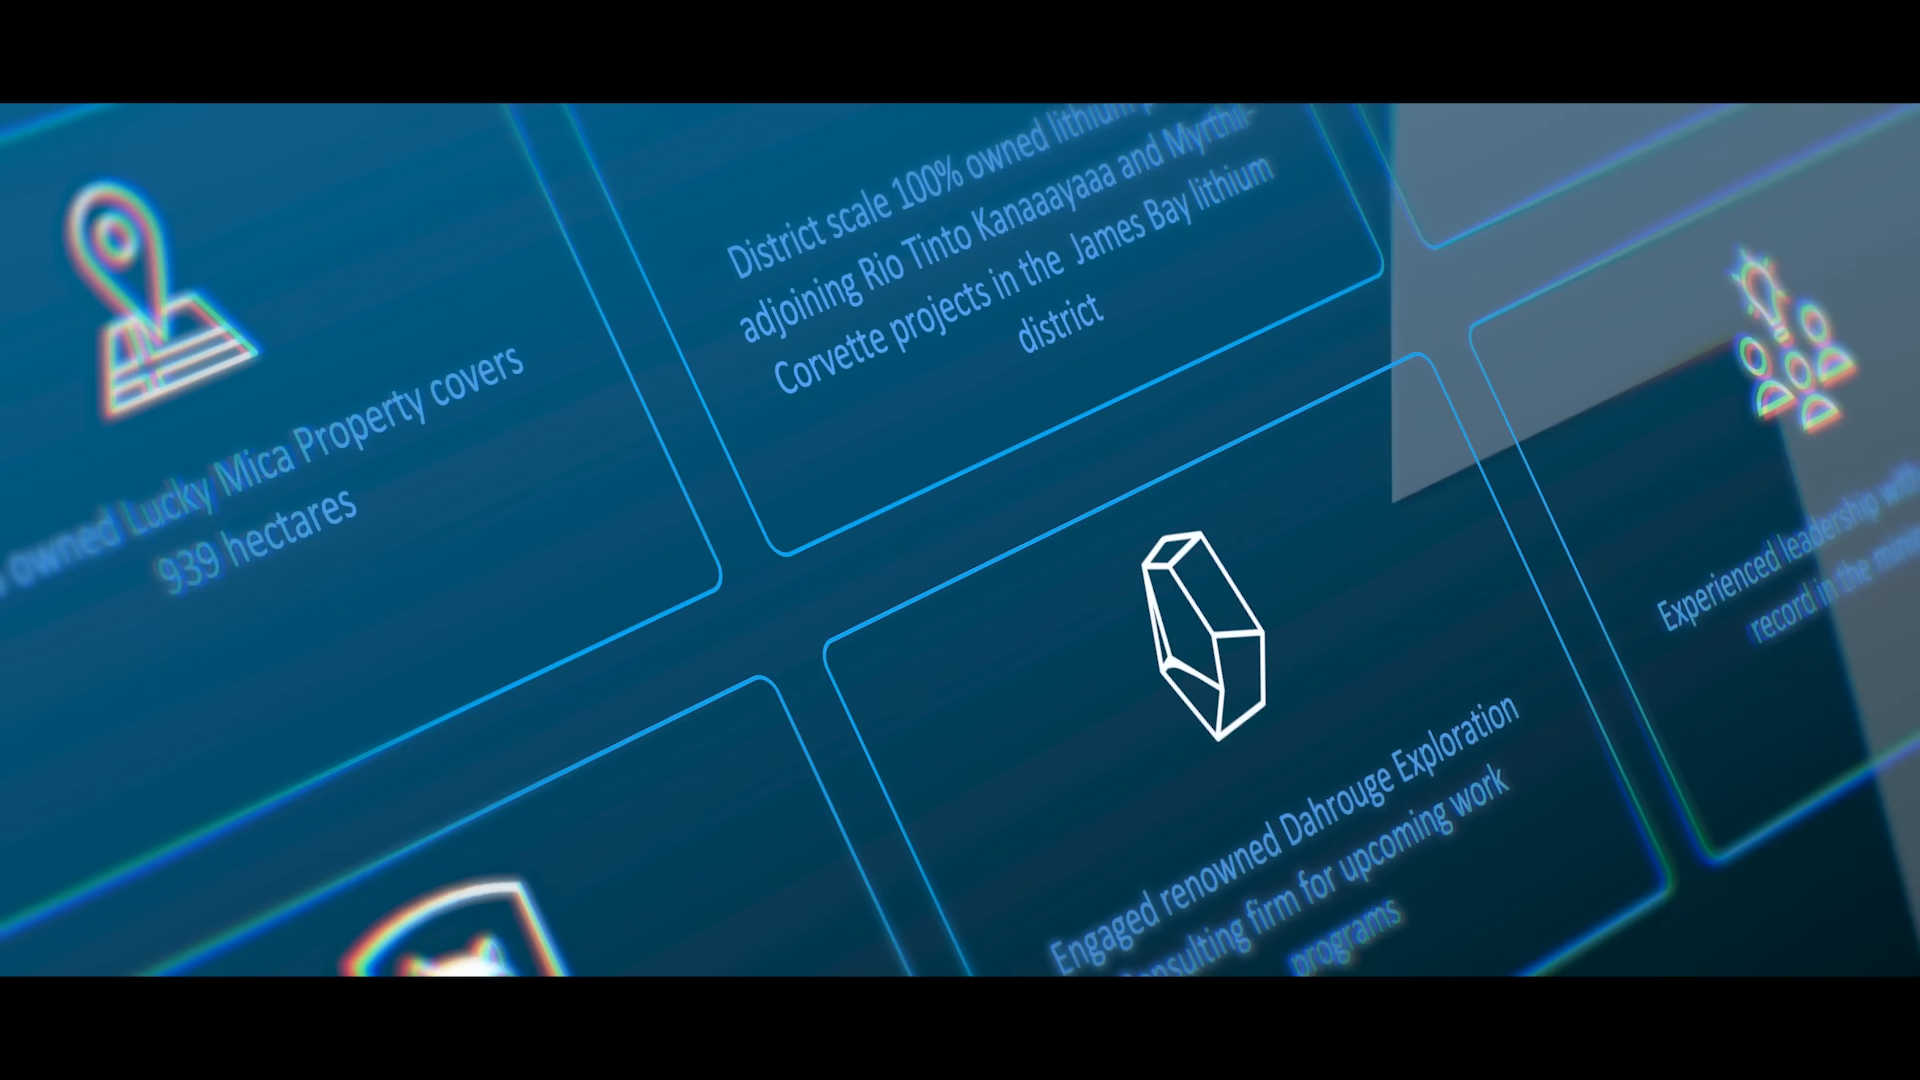 owned Lucky Mica Property covers
939 hectares
District scale 100% owned lithium
adjoining Rio Tinto Kanaaayaaa and Myrthil-
Corvette projects in the James Bay lithium
district
Engaged renowned Dahrouge Exploration
consulting firm for upcoming work
programs
Experienced leadership with
record in the